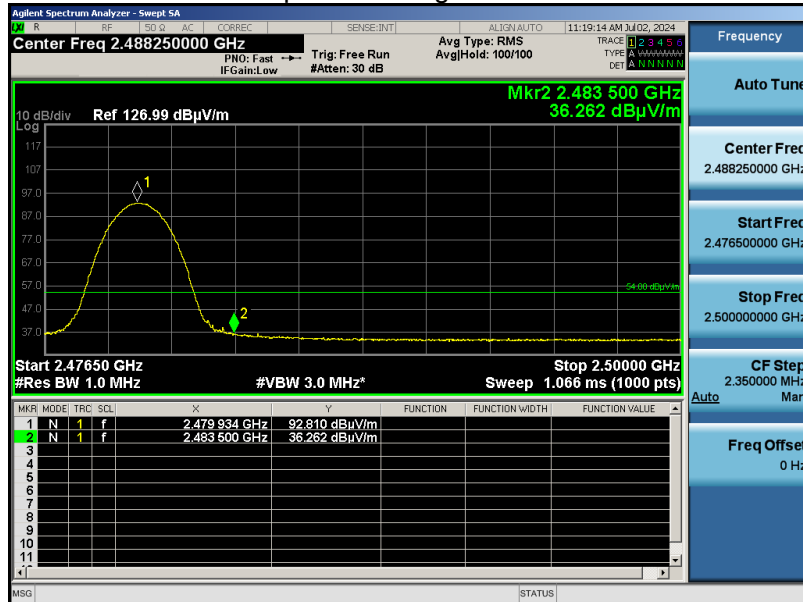 Agilent Spectrum Analyzer - Swept SA
LXI R RF 50 Ω AC CORREC SENSE:INT ALIGN AUTO 11:19:14 AM Jul 02, 2024
Center Freq 2.488250000 GHz
PNO: Fast
IFGain:Low
Trig: Free Run
#Atten: 30 dB
Avg Type: RMS
Avg|Hold: 100/100
TRACE 1 2 3 4 5 6
TYPE A WWWWW
DET A N N N N N
Mkr2 2.483 500 GHz
36.262 dBµV/m
10 dB/div Ref 126.99 dBµV/m
Log
117
107
97.0
87.0
77.0
67.0
57.0
47.0
37.0
1
2
54.00 dBµV/m
Start 2.47650 GHz Stop 2.50000 GHz
#Res BW 1.0 MHz #VBW 3.0 MHz* Sweep 1.066 ms (1000 pts)
MKR MODE TRC SCL X Y FUNCTION FUNCTION WIDTH FUNCTION VALUE
1 N 1 f 2.479 934 GHz 92.810 dBµV/m
2 N 1 f 2.483 500 GHz 36.262 dBµV/m
3
4
5
6
7
8
9
10
11
MSG STATUS
Frequency
Auto Tune
Center Freq
2.488250000 GHz
Start Freq
2.476500000 GHz
Stop Freq
2.500000000 GHz
CF Step
2.350000 MHz
Auto Man
Freq Offset
0 Hz